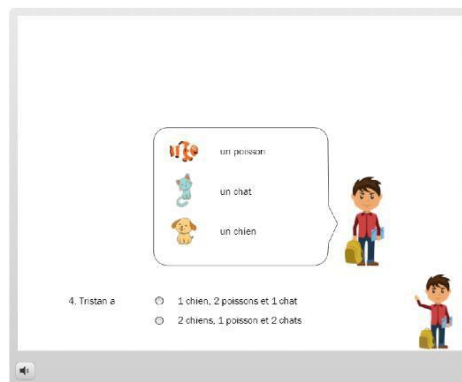 un poisson
un chat
un chien
4. Tristan a
1 chien, 2 poissons et 1 chat
2 chiens, 1 poisson et 2 chats